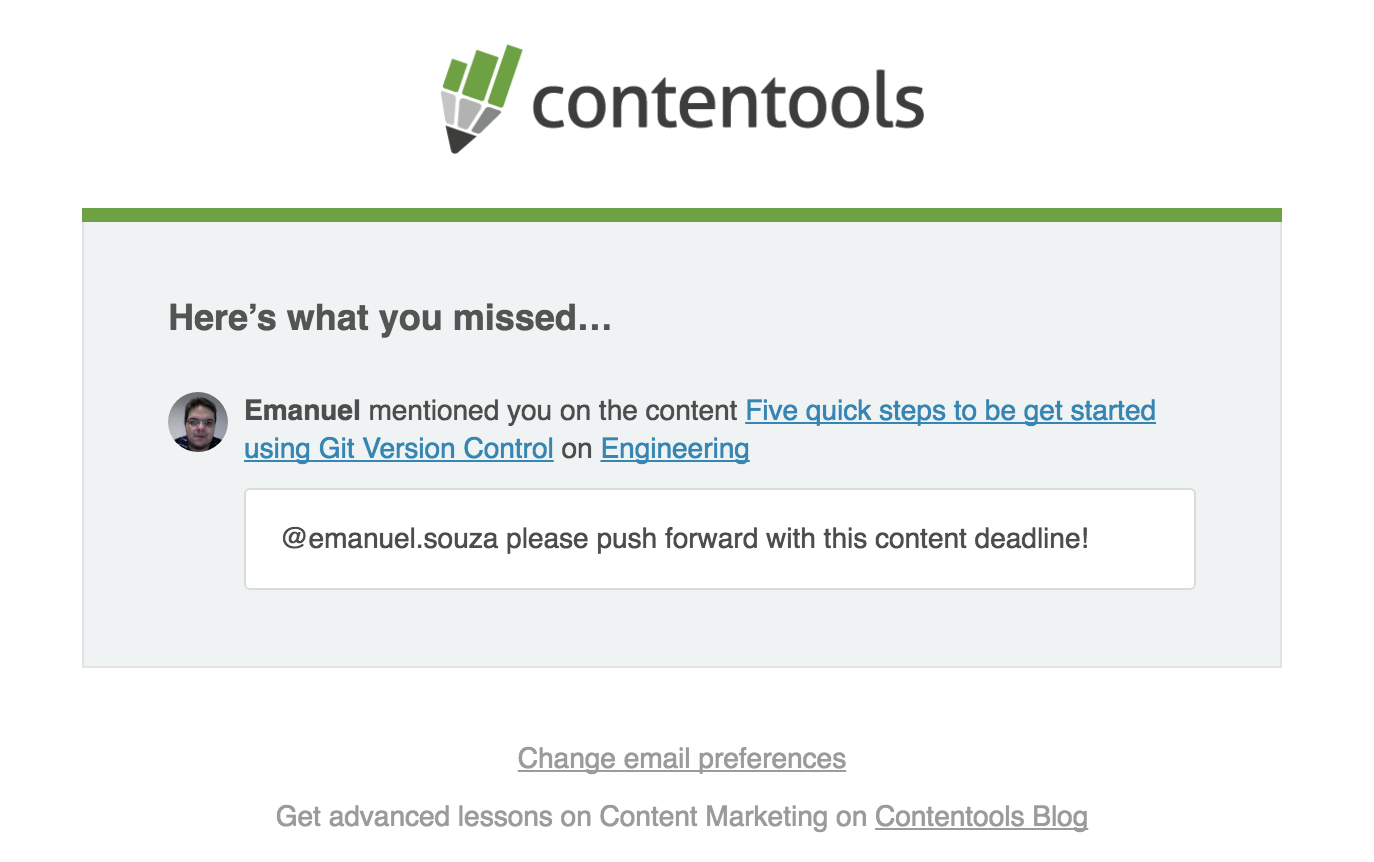 contentools
Here’s what you missed…
Emanuel mentioned you on the content Five quick steps to be get started
using Git Version Control on Engineering
@emanuel.souza please push forward with this content deadline!
Change email preferences
Get advanced lessons on Content Marketing on Contentools Blog